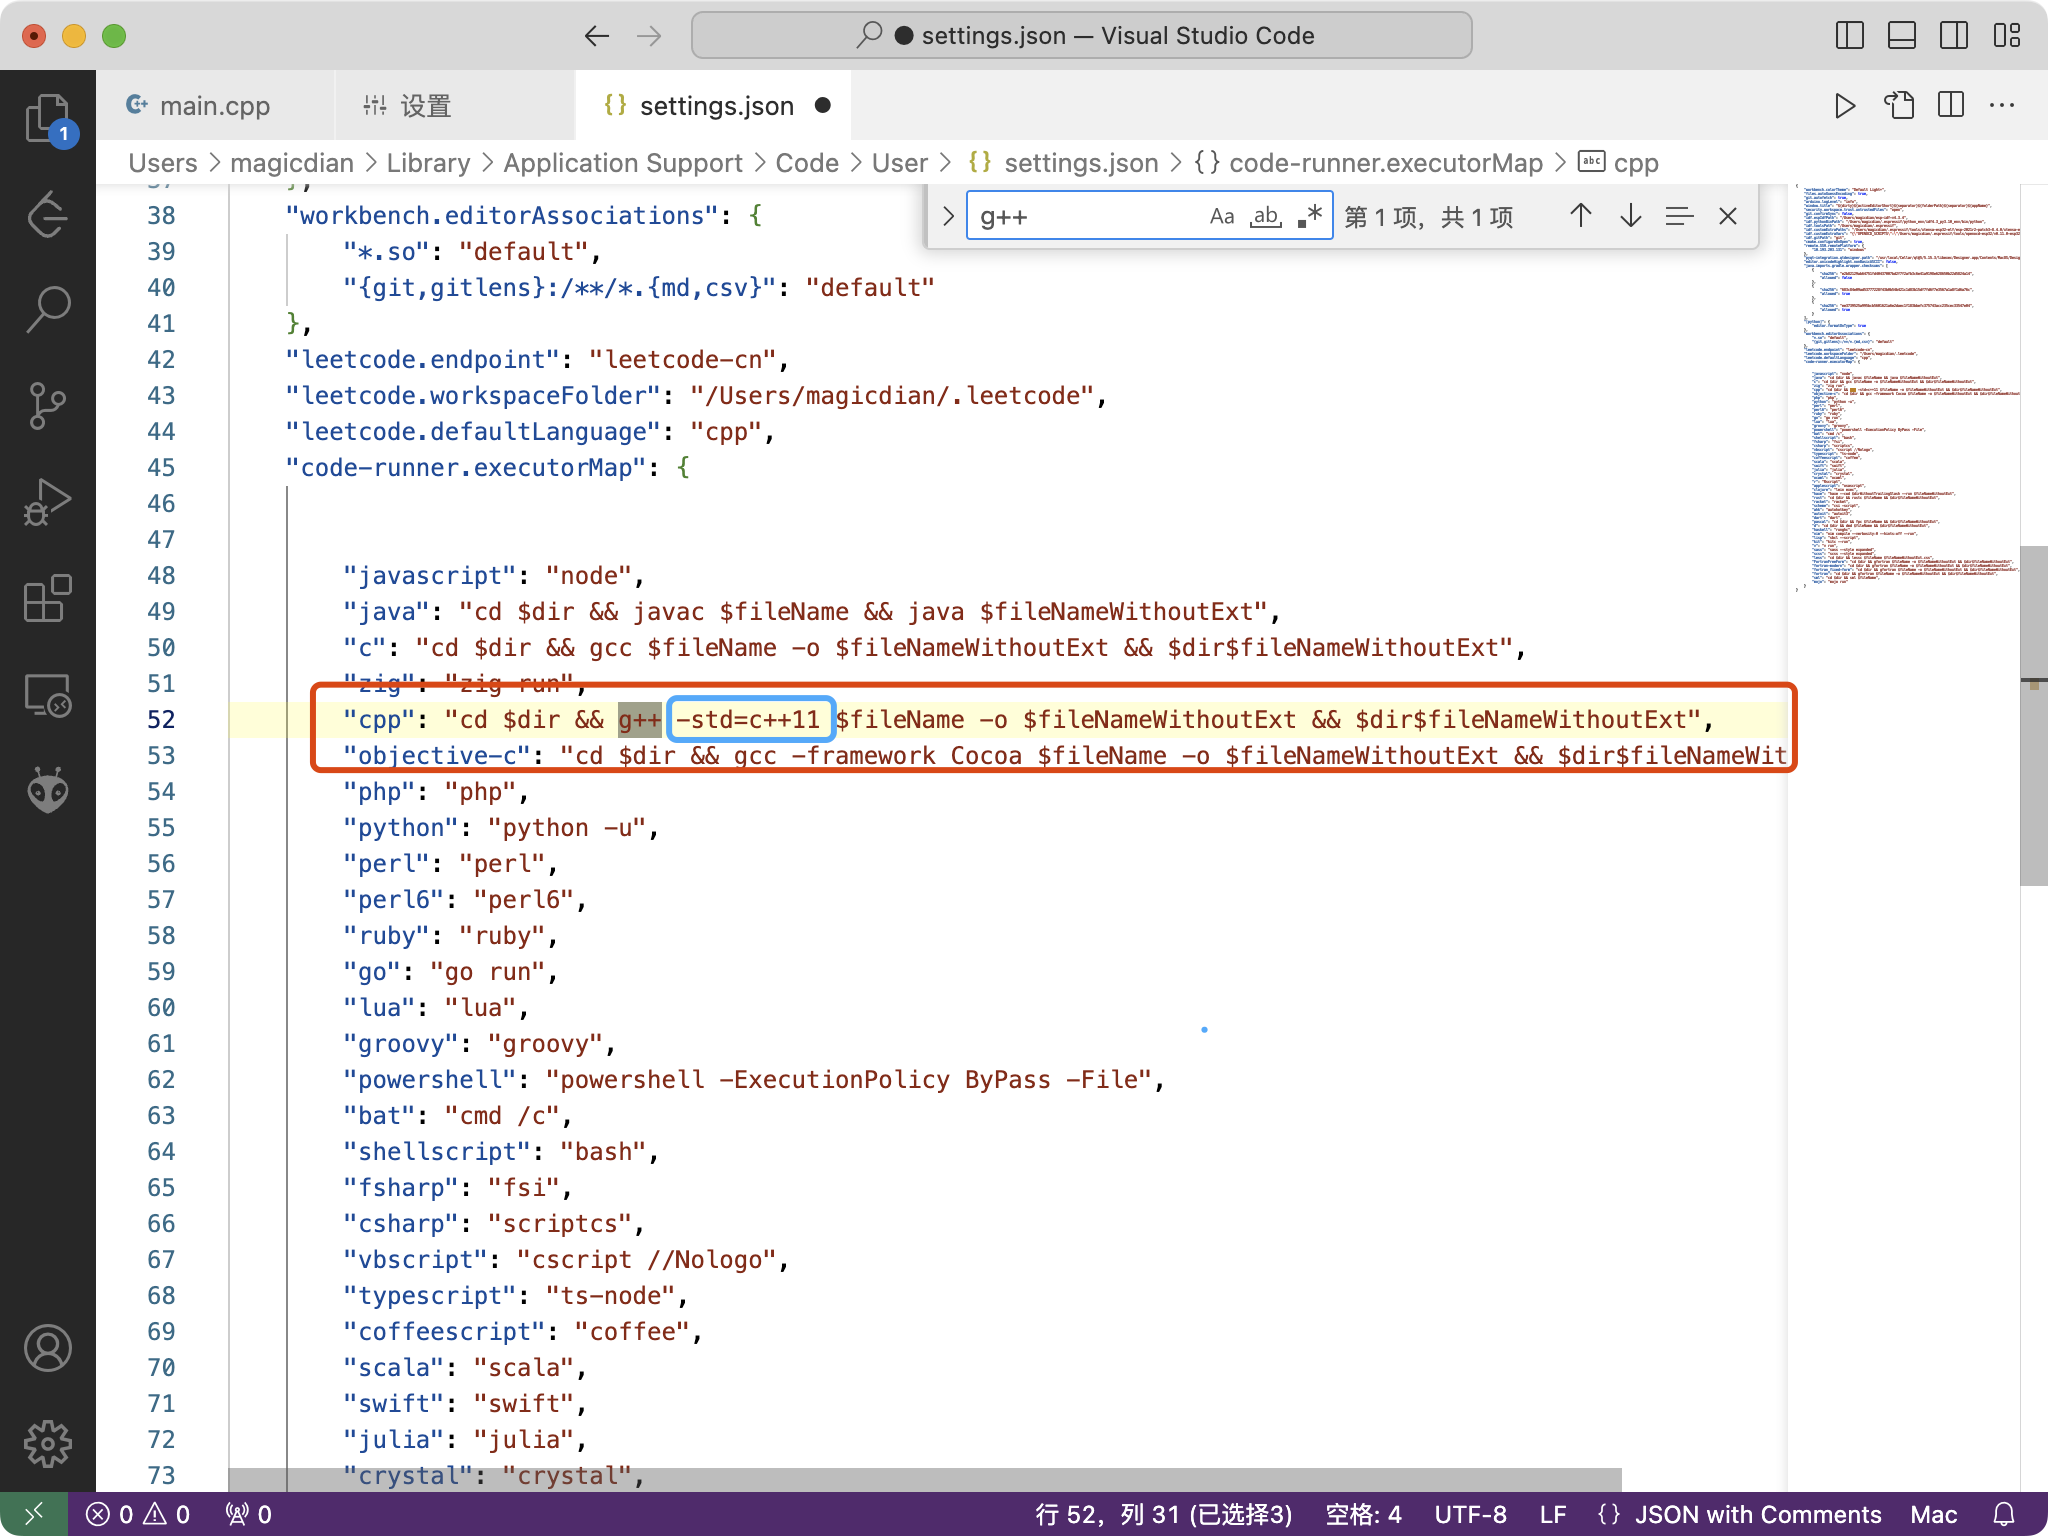 settings.json — Visual Studio Code
main.cpp
设置
settings.json
1
Users > magicdian > Library > Application Support > Code > User > {} settings.json > {} code-runner.executorMap > abc cpp
g++ Aa ab .* 第 1 项，共 1 项
37 },
38 "workbench.editorAssociations": {
39 "*.so": "default",
40 "{git,gitlens}:/**/*.{md,csv}": "default"
41 },
42 "leetcode.endpoint": "leetcode-cn",
43 "leetcode.workspaceFolder": "/Users/magicdian/.leetcode",
44 "leetcode.defaultLanguage": "cpp",
45 "code-runner.executorMap": {
46
47
48 "javascript": "node",
49 "java": "cd $dir && javac $fileName && java $fileNameWithoutExt",
50 "c": "cd $dir && gcc $fileName -o $fileNameWithoutExt && $dir$fileNameWithoutExt",
51 "zig": "zig run",
52 "cpp": "cd $dir && g++ -std=c++11 $fileName -o $fileNameWithoutExt && $dir$fileNameWithoutExt",
53 "objective-c": "cd $dir && gcc -framework Cocoa $fileName -o $fileNameWithoutExt && $dir$fileNameWit
54 "php": "php",
55 "python": "python -u",
56 "perl": "perl",
57 "perl6": "perl6",
58 "ruby": "ruby",
59 "go": "go run",
60 "lua": "lua",
61 "groovy": "groovy",
62 "powershell": "powershell -ExecutionPolicy ByPass -File",
63 "bat": "cmd /c",
64 "shellscript": "bash",
65 "fsharp": "fsi",
66 "csharp": "scriptcs",
67 "vbscript": "cscript //Nologo",
68 "typescript": "ts-node",
69 "coffeescript": "coffee",
70 "scala": "scala",
71 "swift": "swift",
72 "julia": "julia",
73 "crystal": "crystal",
0 0 0 行 52，列 31 (已选择3) 空格: 4 UTF-8 LF {} JSON with Comments Mac